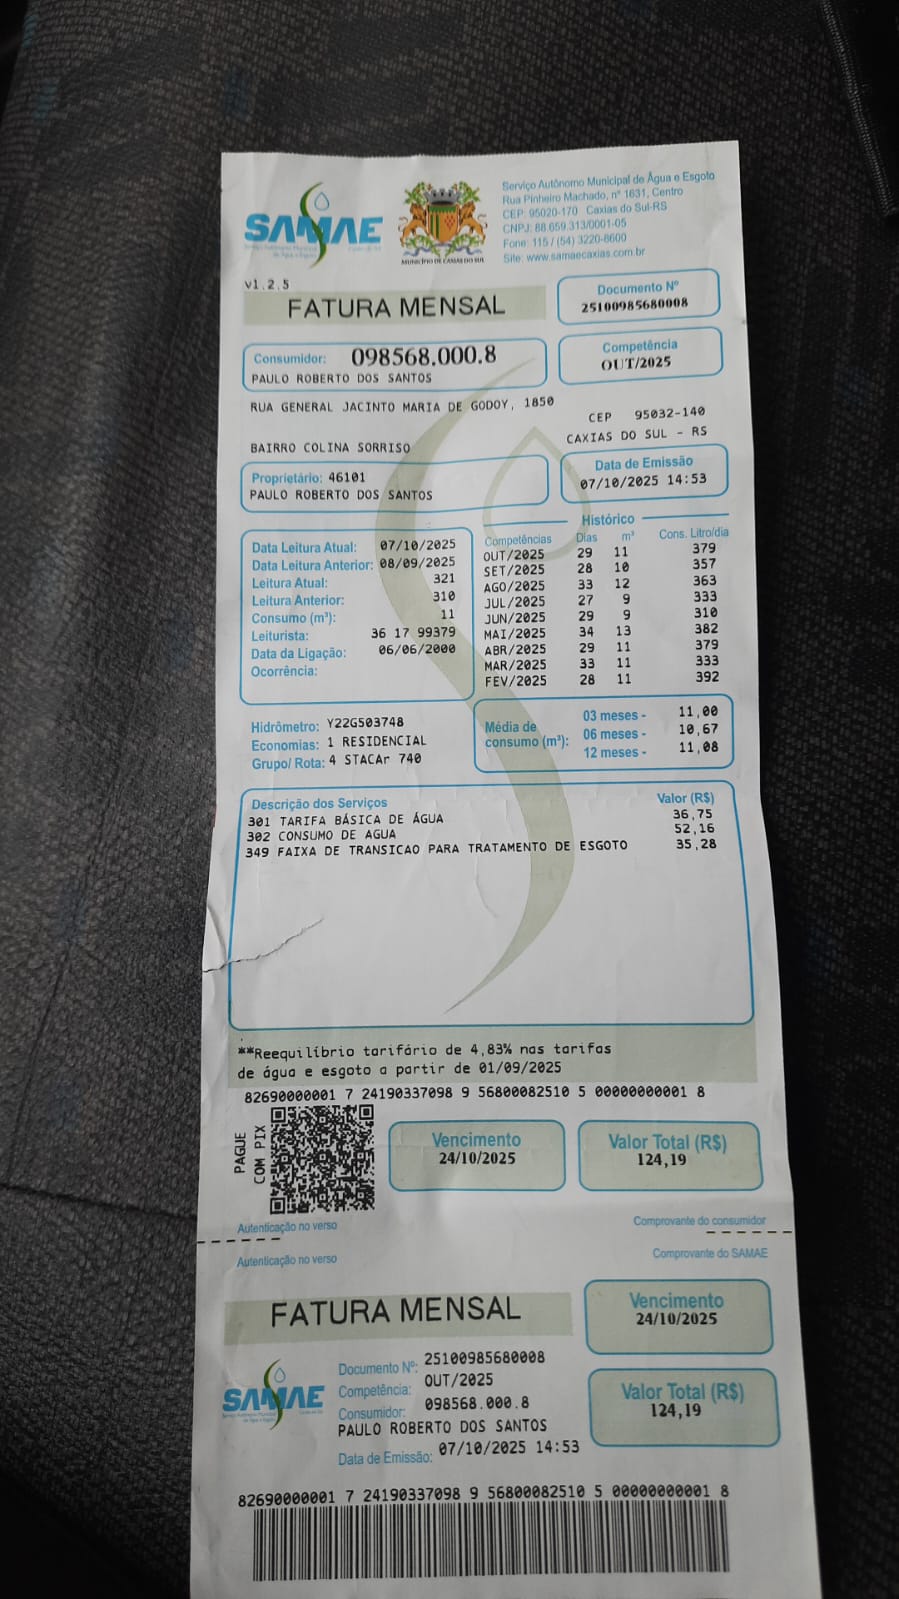 SAMAE
MUNICÍPIO DE CAXIAS DO SUL
Serviço Autônomo Municipal de Água e Esgoto
Rua Pinheiro Machado, nº 1631, Centro
CEP: 95020-170 Caxias do Sul-RS
CNPJ: 88.659.313/0001-05
Fone: 115 / (54) 3220-8600
Site: www.samaecaxias.com.br
v1.2.5
FATURA MENSAL
Documento Nº
25100985680008
Consumidor: 098568.000.8
PAULO ROBERTO DOS SANTOS
Competência
OUT/2025
RUA GENERAL JACINTO MARIA DE GODOY, 1850
CEP 95032-140
BAIRRO COLINA SORRISO
CAXIAS DO SUL - RS
Proprietário: 46101
PAULO ROBERTO DOS SANTOS
Data de Emissão
07/10/2025 14:53
Data Leitura Atual: 07/10/2025
Data Leitura Anterior: 08/09/2025
Leitura Atual: 321
Leitura Anterior: 310
Consumo (m³): 11
Leiturista: 36 17 99379
Data da Ligação: 06/06/2000
Ocorrência:
Histórico
Competências Dias m³ Cons. Litro/dia
OUT/2025 29 11 379
SET/2025 28 10 357
AGO/2025 33 12 363
JUL/2025 27 9 333
JUN/2025 29 9 310
MAI/2025 34 13 382
ABR/2025 29 11 379
MAR/2025 33 11 333
FEV/2025 28 11 392
Hidrômetro: Y22G503748
Economias: 1 RESIDENCIAL
Grupo/ Rota: 4 STACAr 740
Média de consumo (m³):
03 meses - 11,00
06 meses - 10,67
12 meses - 11,08
Descrição dos Serviços Valor (R$)
301 TARIFA BÁSICA DE ÁGUA 36,75
302 CONSUMO DE AGUA 52,16
349 FAIXA DE TRANSICAO PARA TRATAMENTO DE ESGOTO 35,28
**Reequilíbrio tarifário de 4,83% nas tarifas
de água e esgoto a partir de 01/09/2025
82690000001 7 24190337098 9 56800082510 5 00000000001 8
PAGUE
COM PIX
Vencimento
24/10/2025
Valor Total (R$)
124,19
Autenticação no verso
Comprovante do consumidor
Autenticação no verso
Comprovante do SAMAE
FATURA MENSAL
Vencimento
24/10/2025
SAMAE
Documento Nº: 25100985680008
Competência: OUT/2025
Consumidor: 098568.000.8
PAULO ROBERTO DOS SANTOS
Data de Emissão: 07/10/2025 14:53
Valor Total (R$)
124,19
82690000001 7 24190337098 9 56800082510 5 00000000001 8